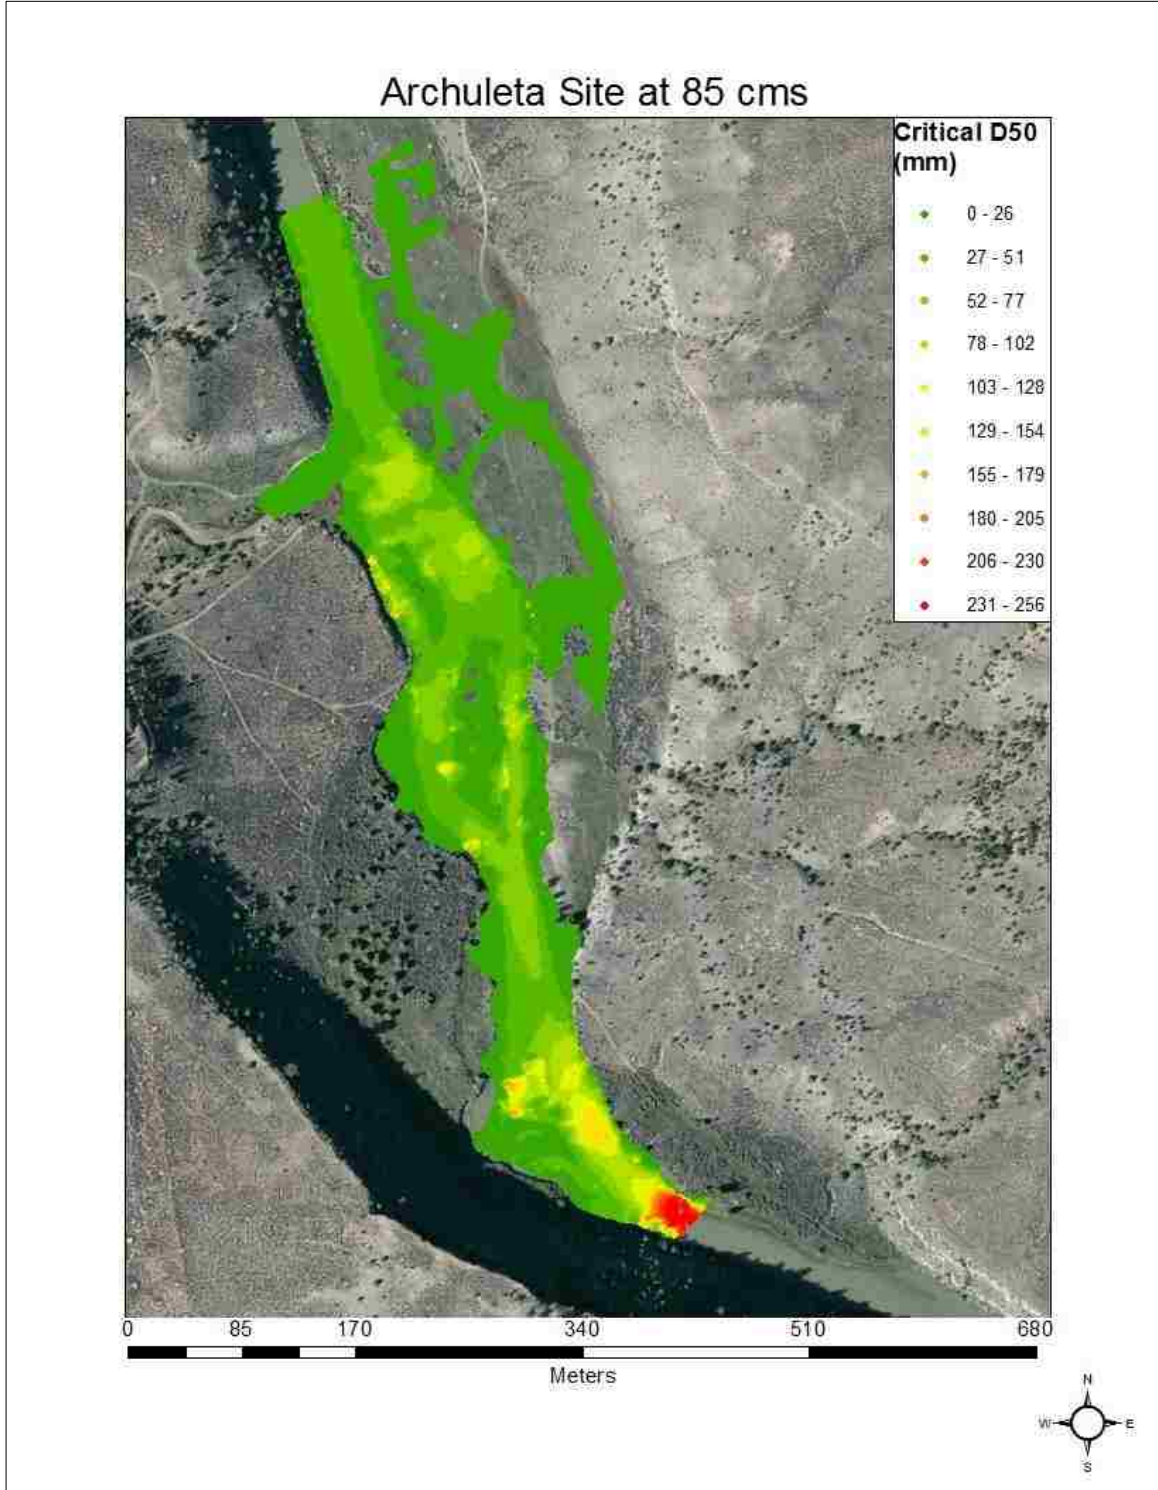 Archuleta Site at 85 cms
Critical D50
(mm)
0 - 26
27 - 51
52 - 77
78 - 102
103 - 128
129 - 154
155 - 179
180 - 205
206 - 230
231 - 256
0 85 170 340 510 680
Meters
N
W E
S